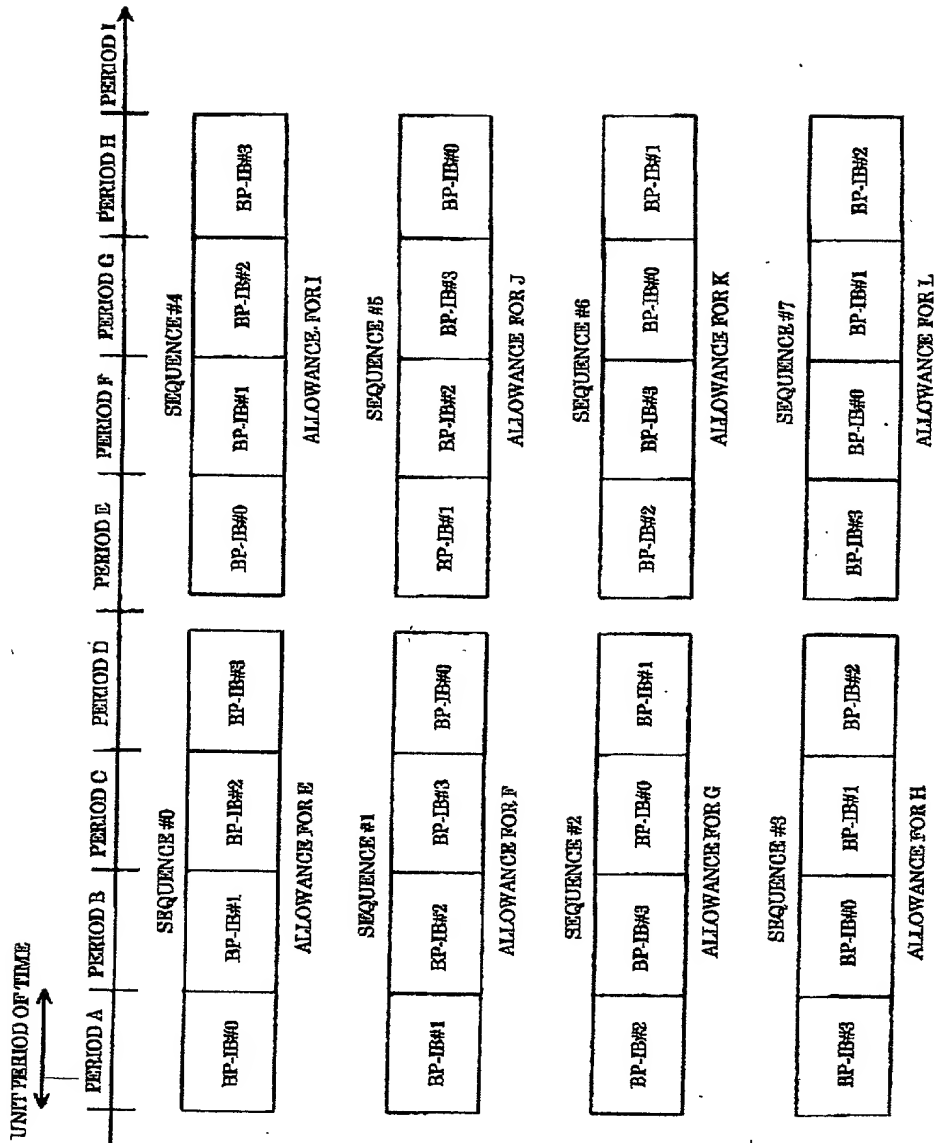 UNIT PERIOD OF TIME
PERIOD A PERIOD B PERIOD C PERIOD D PERIOD E PERIOD F PERIOD G PERIOD H PERIOD I
SEQUENCE #0
BP-IB#0 BP-IB#1 BP-IB#2 BP-IB#3
ALLOWANCE FOR E
SEQUENCE #4
BP-IB#0 BP-IB#1 BP-IB#2 BP-IB#3
ALLOWANCE FOR I
SEQUENCE #1
BP-IB#1 BP-IB#2 BP-IB#3 BP-IB#0
ALLOWANCE FOR F
SEQUENCE #5
BP-IB#1 BP-IB#2 BP-IB#3 BP-IB#0
ALLOWANCE FOR J
SEQUENCE #2
BP-IB#2 BP-IB#3 BP-IB#0 BP-IB#1
ALLOWANCE FOR G
SEQUENCE #6
BP-IB#2 BP-IB#3 BP-IB#0 BP-IB#1
ALLOWANCE FOR K
SEQUENCE #3
BP-IB#3 BP-IB#0 BP-IB#1 BP-IB#2
ALLOWANCE FOR H
SEQUENCE #7
BP-IB#3 BP-IB#0 BP-IB#1 BP-IB#2
ALLOWANCE FOR L